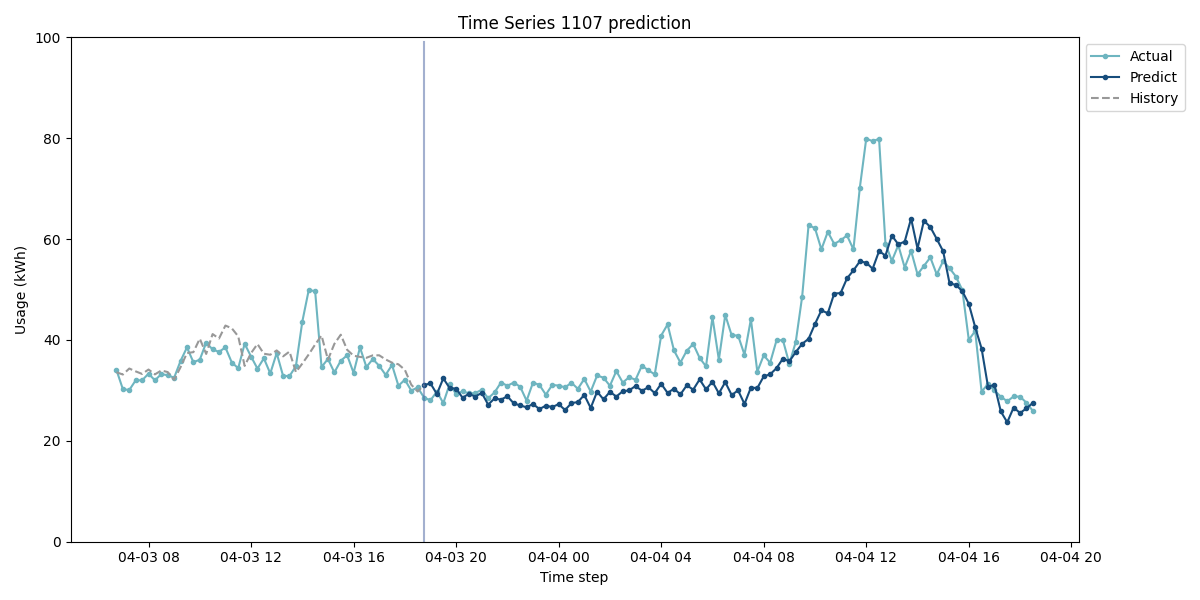 Time Series 1107 prediction
100
80
60
40
20
0
Usage (kWh)
04-03 08
04-03 12
04-03 16
04-03 20
04-04 00
04-04 04
04-04 08
04-04 12
04-04 16
04-04 20
Time step
Actual
Predict
History